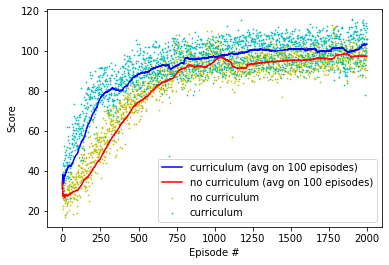 120
100
80
60
40
20
Score
curriculum (avg on 100 episodes)
no curriculum (avg on 100 episodes)
no curriculum
curriculum
0 250 500 750 1000 1250 1500 1750 2000
Episode #